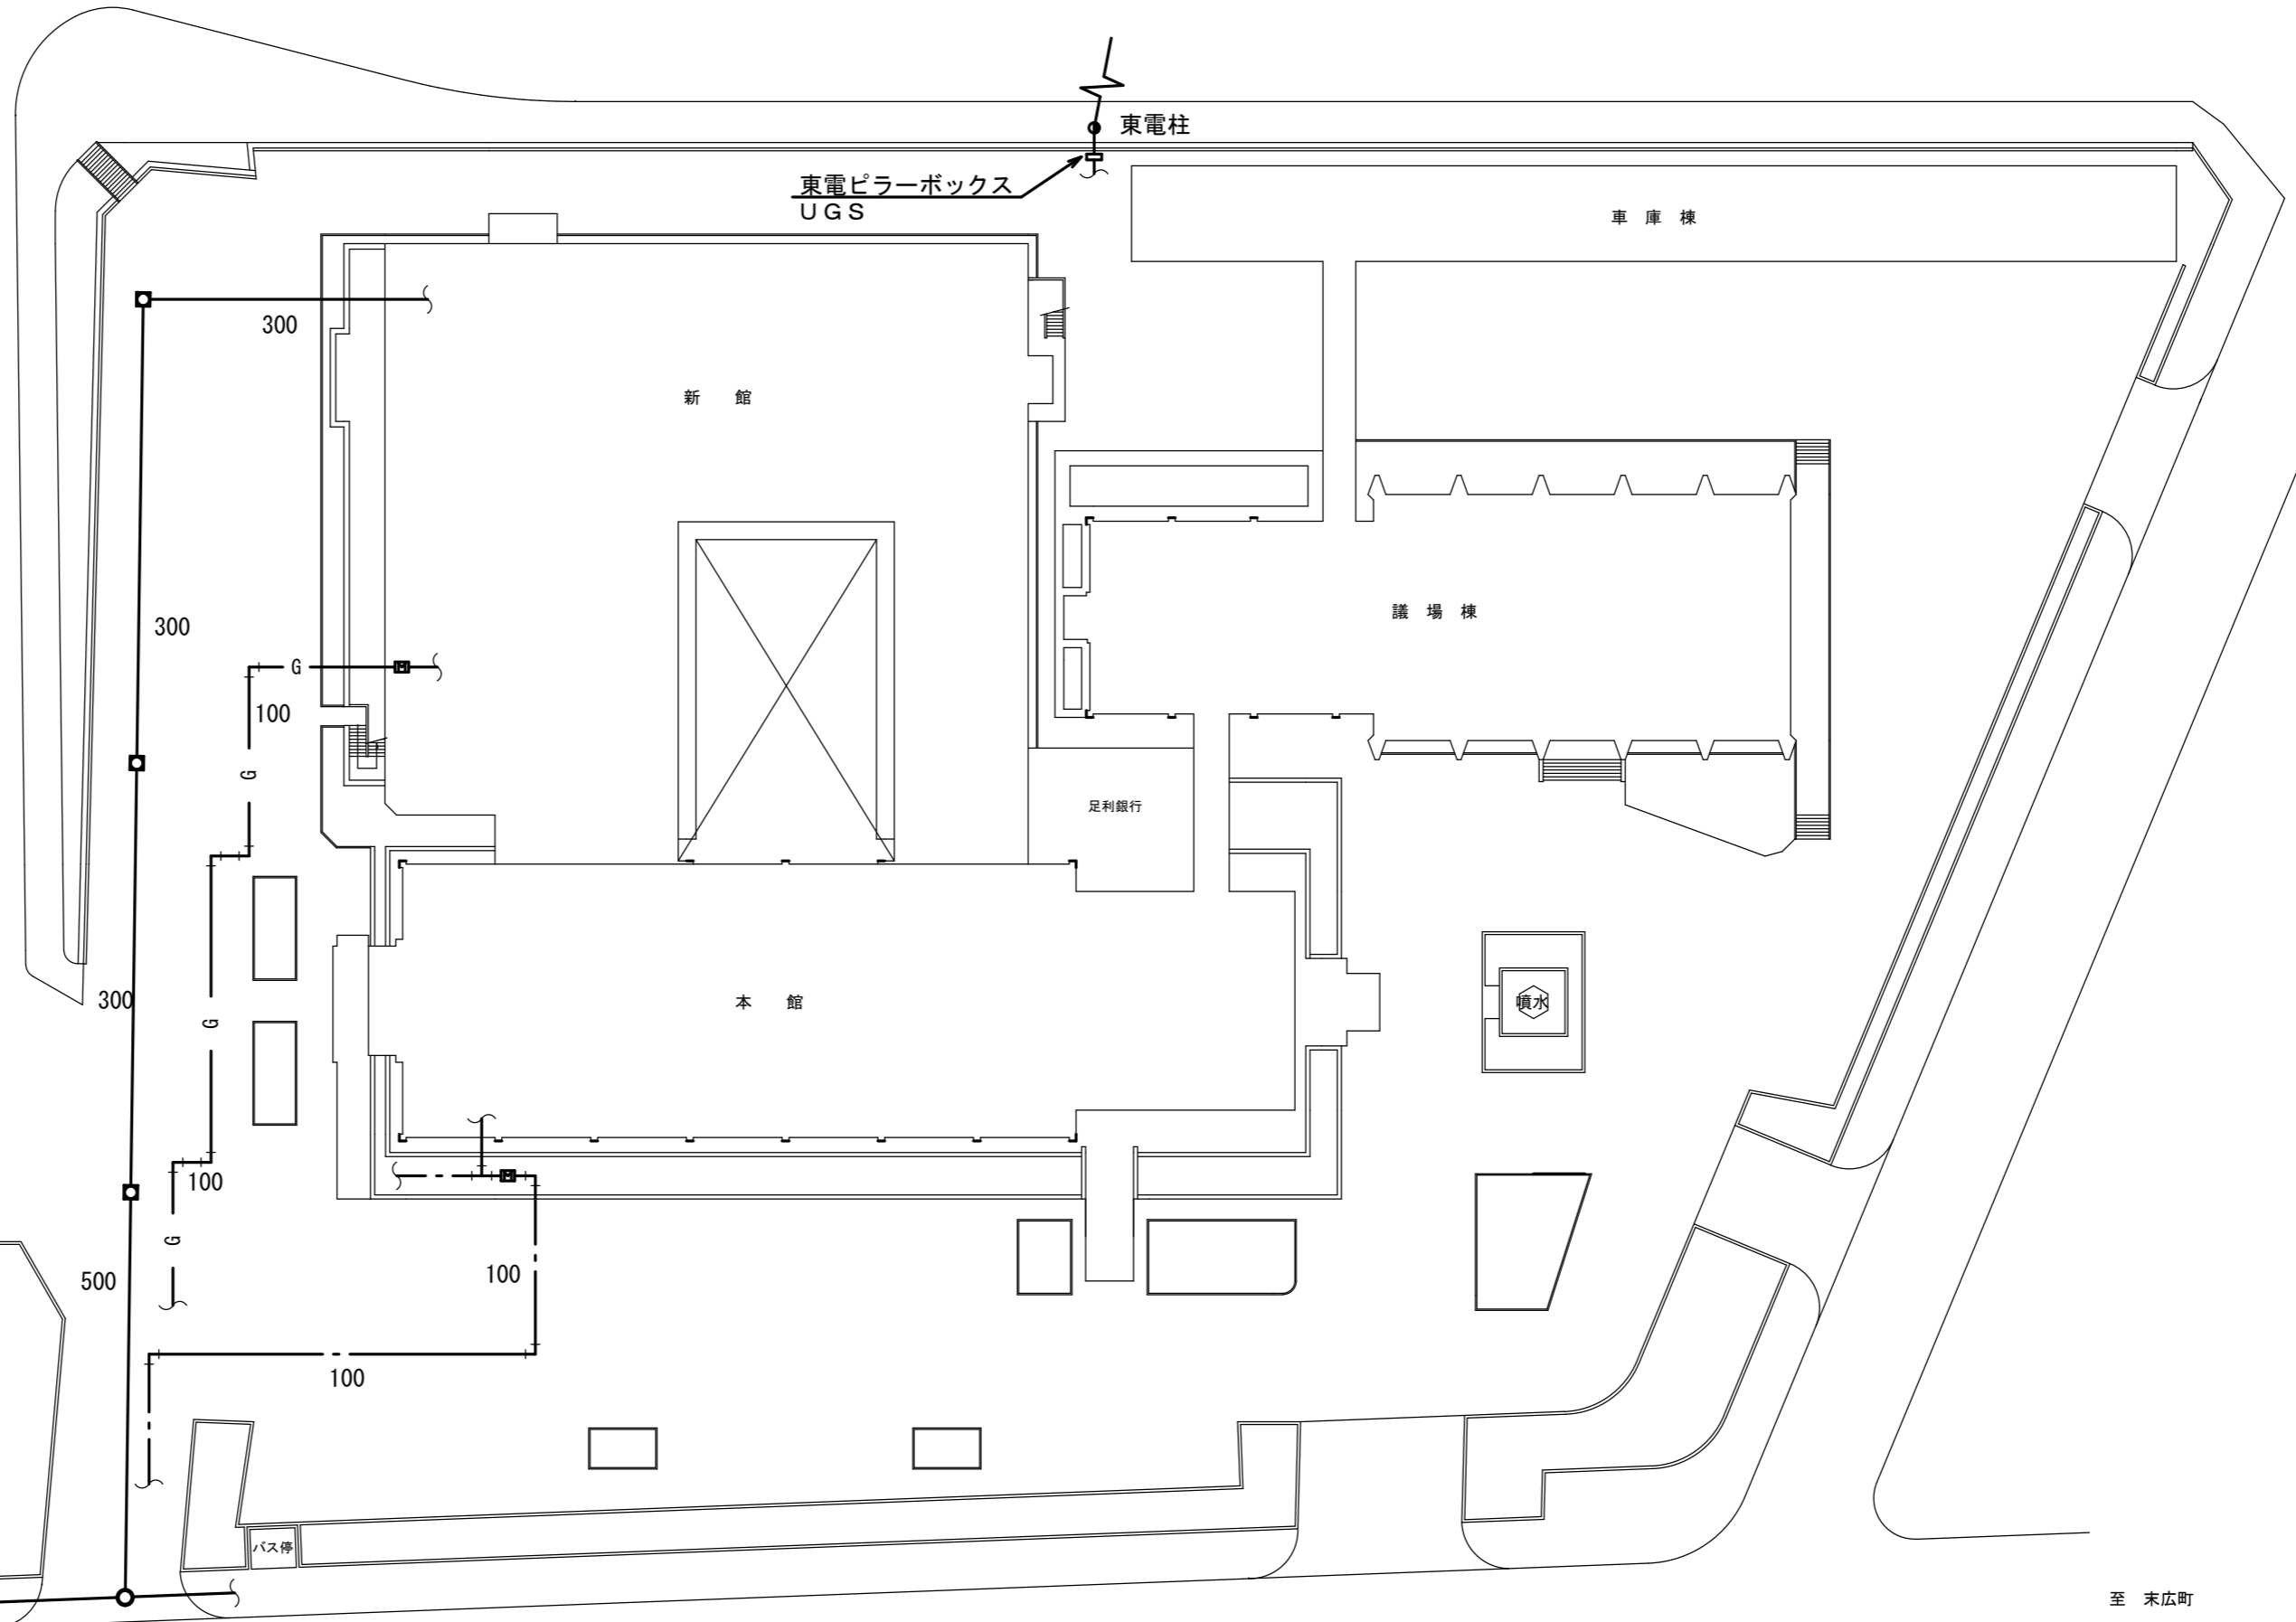 東電柱
東電ピラーボックス
UGS
車 庫 棟
300
新 館
300
議 場 棟
G
M
100
G
足利銀行
300
本 館
噴水
G
100
M
G
500
100
100
バス停
至 末広町